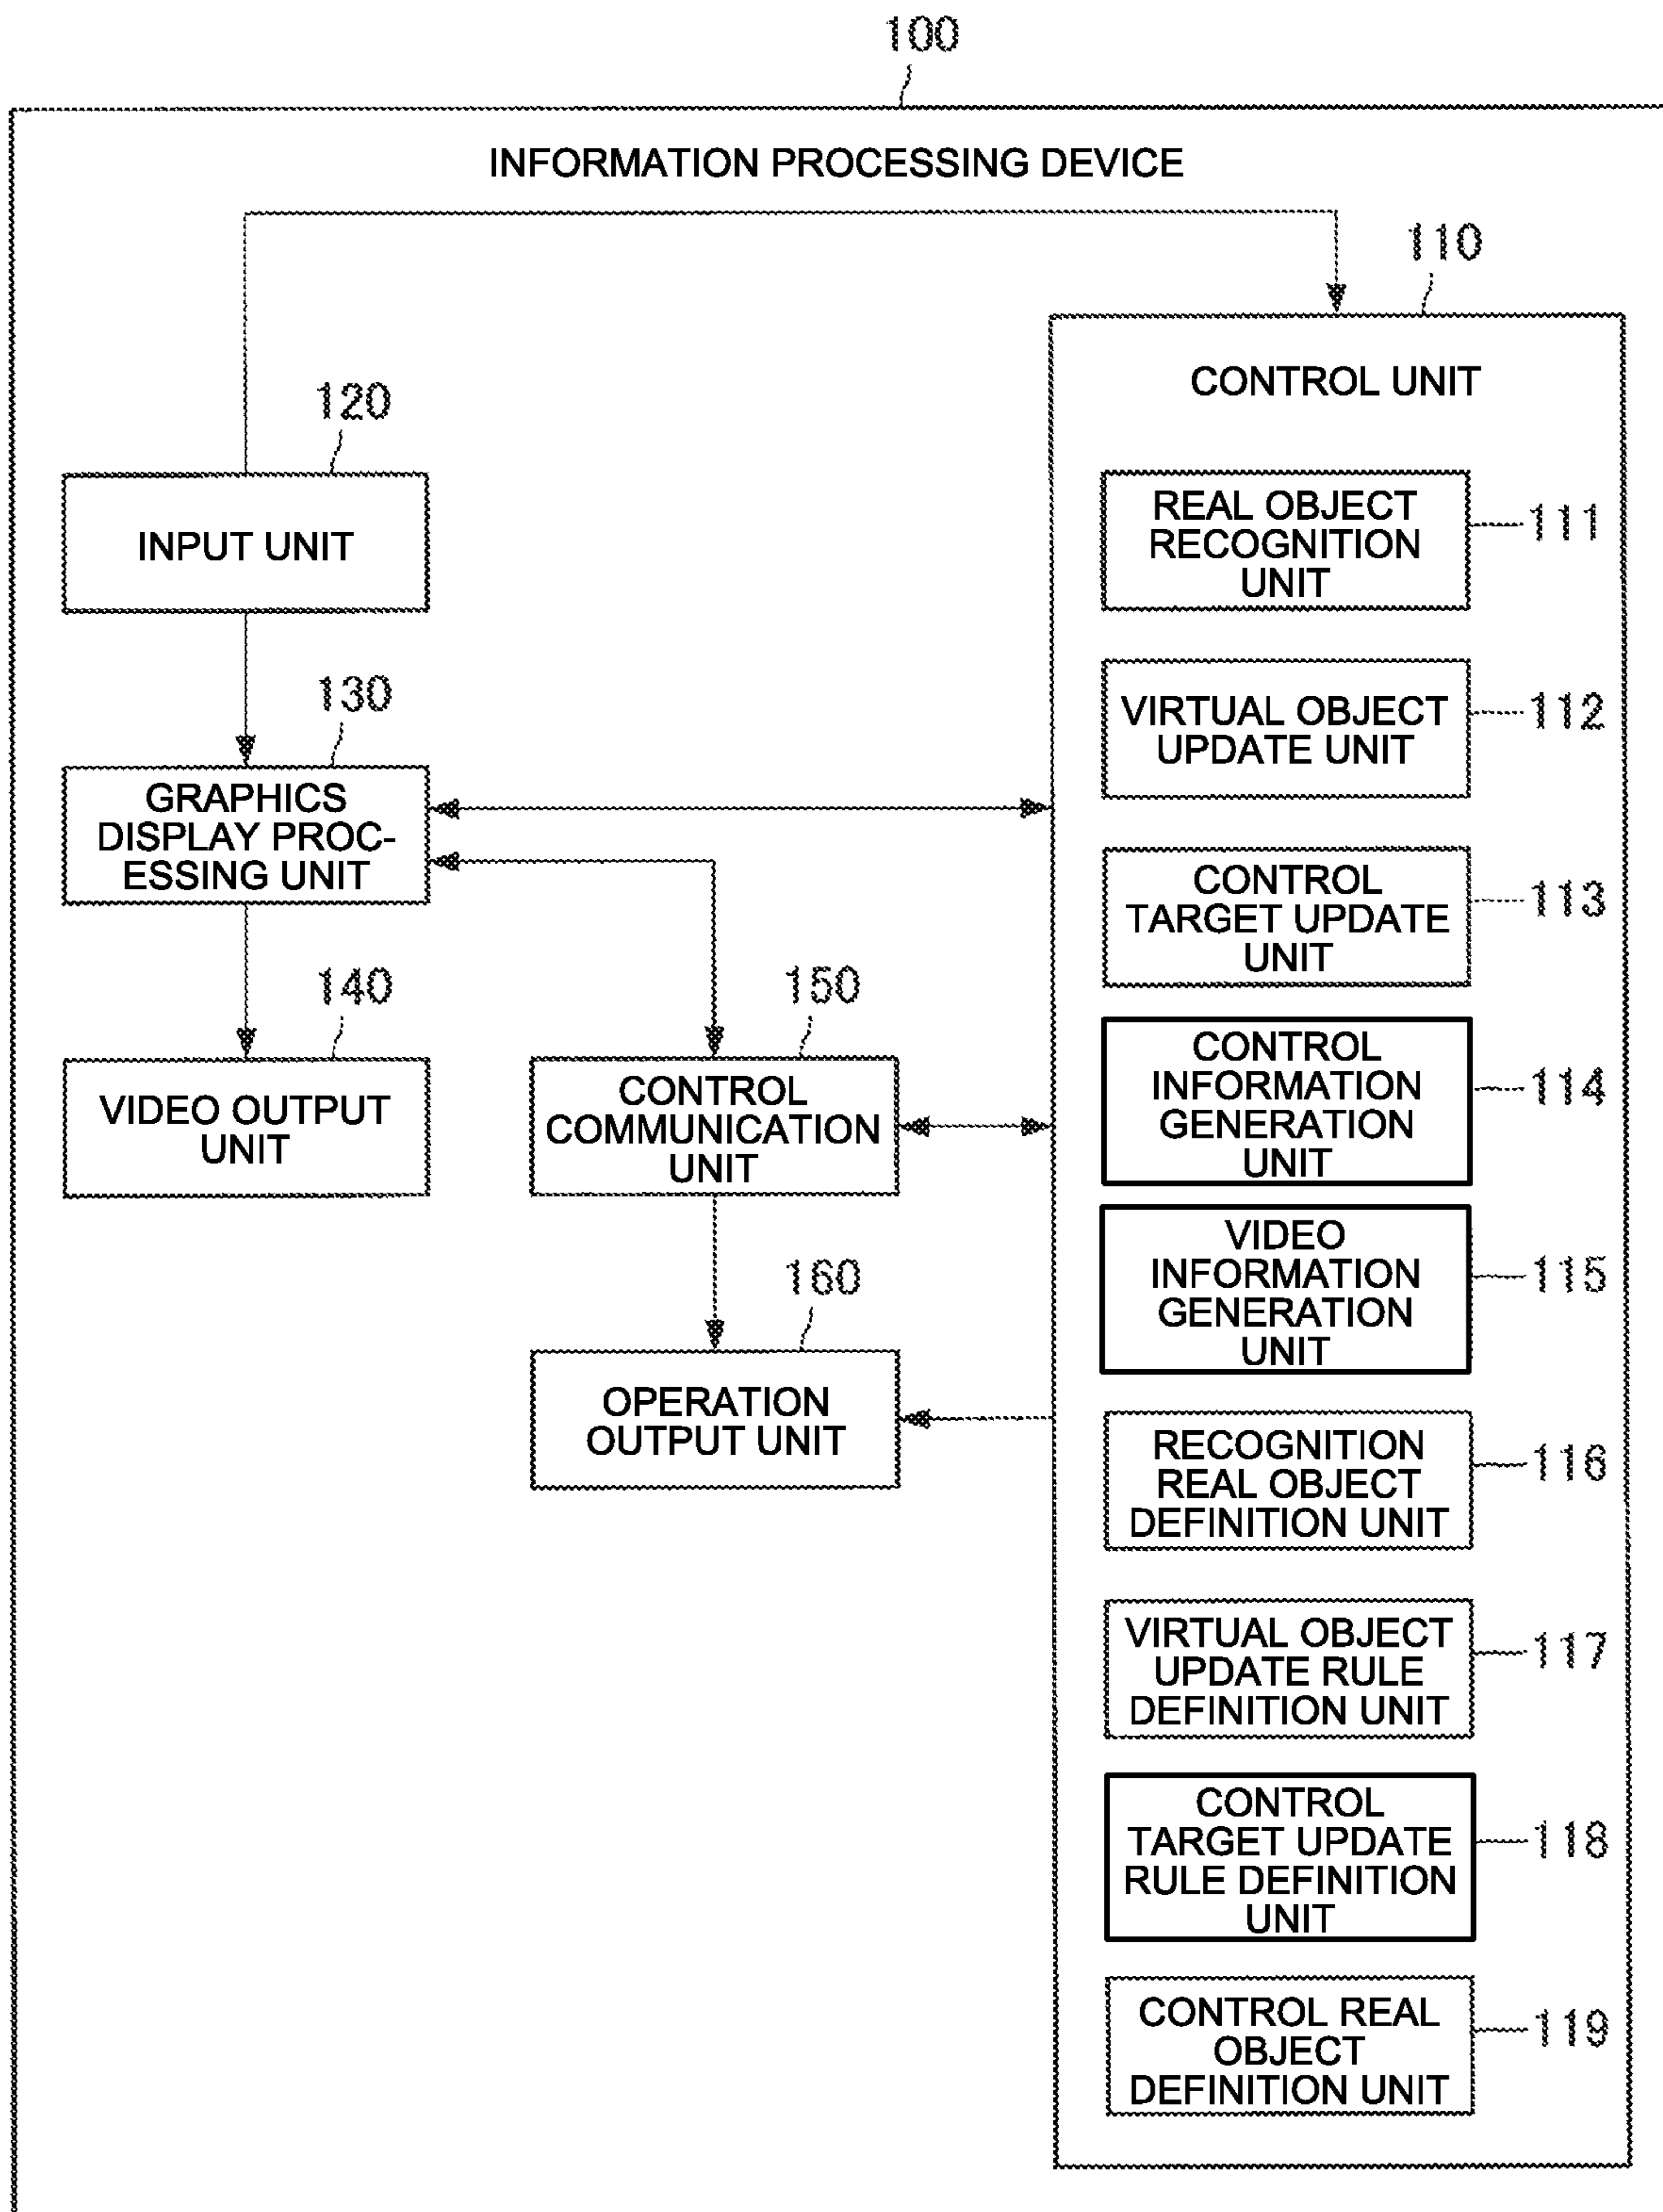 100
INFORMATION PROCESSING DEVICE
110
CONTROL UNIT
120
INPUT UNIT
130
GRAPHICS
DISPLAY PROC-
ESSING UNIT
140
VIDEO OUTPUT
UNIT
150
CONTROL
COMMUNICATION
UNIT
160
OPERATION
OUTPUT UNIT
REAL OBJECT
RECOGNITION
UNIT
111
VIRTUAL OBJECT
UPDATE UNIT
112
CONTROL
TARGET UPDATE
UNIT
113
CONTROL
INFORMATION
GENERATION
UNIT
114
VIDEO
INFORMATION
GENERATION
UNIT
115
RECOGNITION
REAL OBJECT
DEFINITION UNIT
116
VIRTUAL OBJECT
UPDATE RULE
DEFINITION UNIT
117
CONTROL
TARGET UPDATE
RULE DEFINITION
UNIT
118
CONTROL REAL
OBJECT
DEFINITION UNIT
119